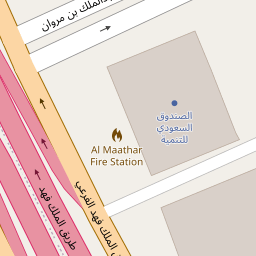 الملك بن مروان
الصندوق
السعودي
للتنمية
Al Maathar
Fire Station
طريق الملك فهد
الملك فهد الفرعي